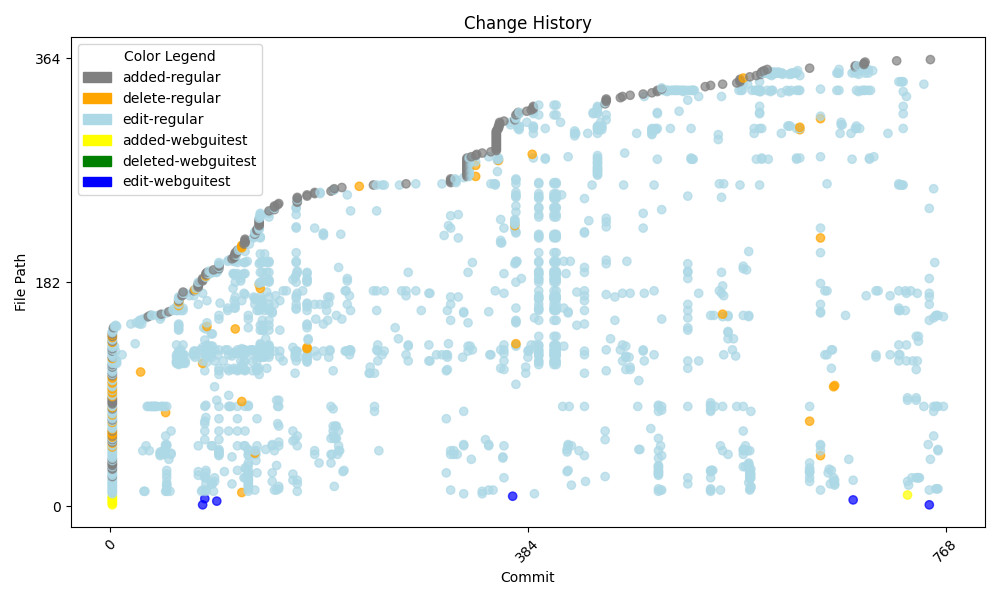 Change History
364
Color Legend
added-regular
delete-regular
edit-regular
added-webguitest
deleted-webguitest
edit-webguitest
File Path
182
0
0
384
768
Commit